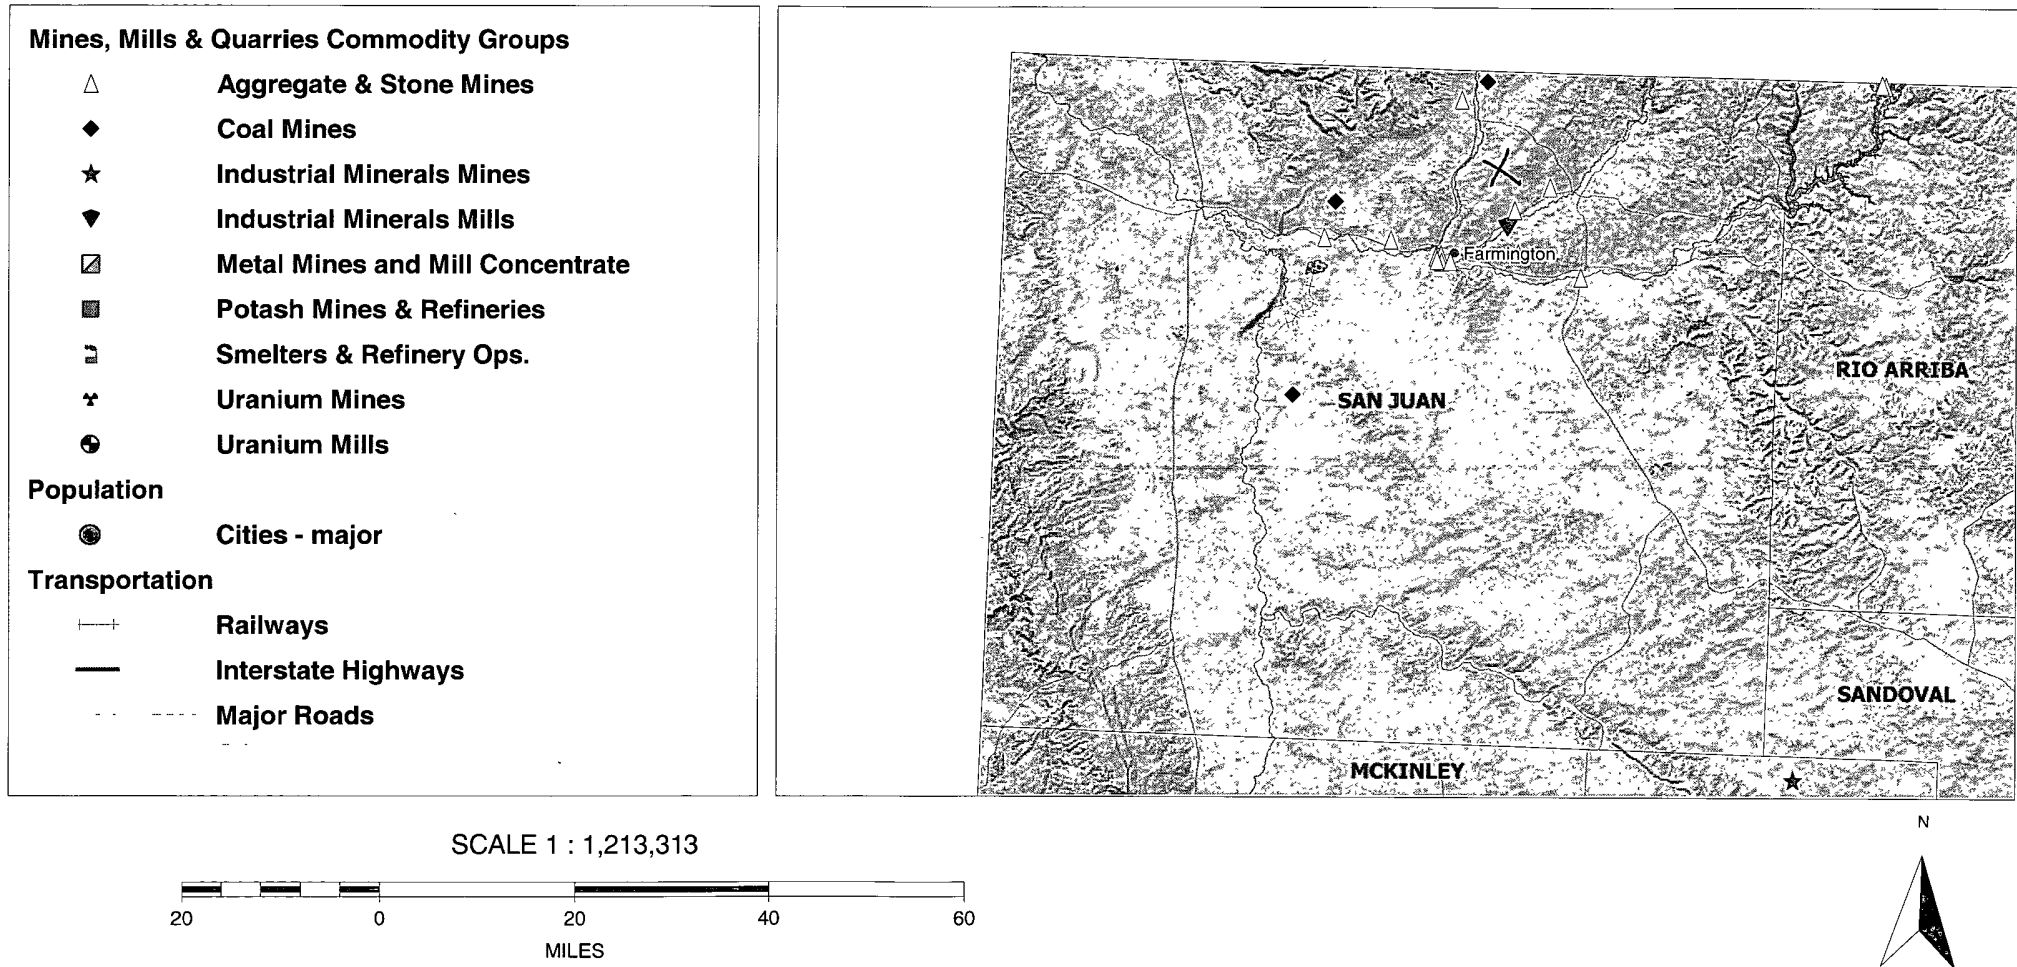 Mines, Mills & Quarries Commodity Groups
Aggregate & Stone Mines
Coal Mines
Industrial Minerals Mines
Industrial Minerals Mills
Metal Mines and Mill Concentrate
Potash Mines & Refineries
Smelters & Refinery Ops.
Uranium Mines
Uranium Mills
Population
Cities - major
Transportation
Railways
Interstate Highways
Major Roads
Farmington
RIO ARRIBA
SAN JUAN
SANDOVAL
MCKINLEY
SCALE 1 : 1,213,313
20 0 20 40 60
MILES
N